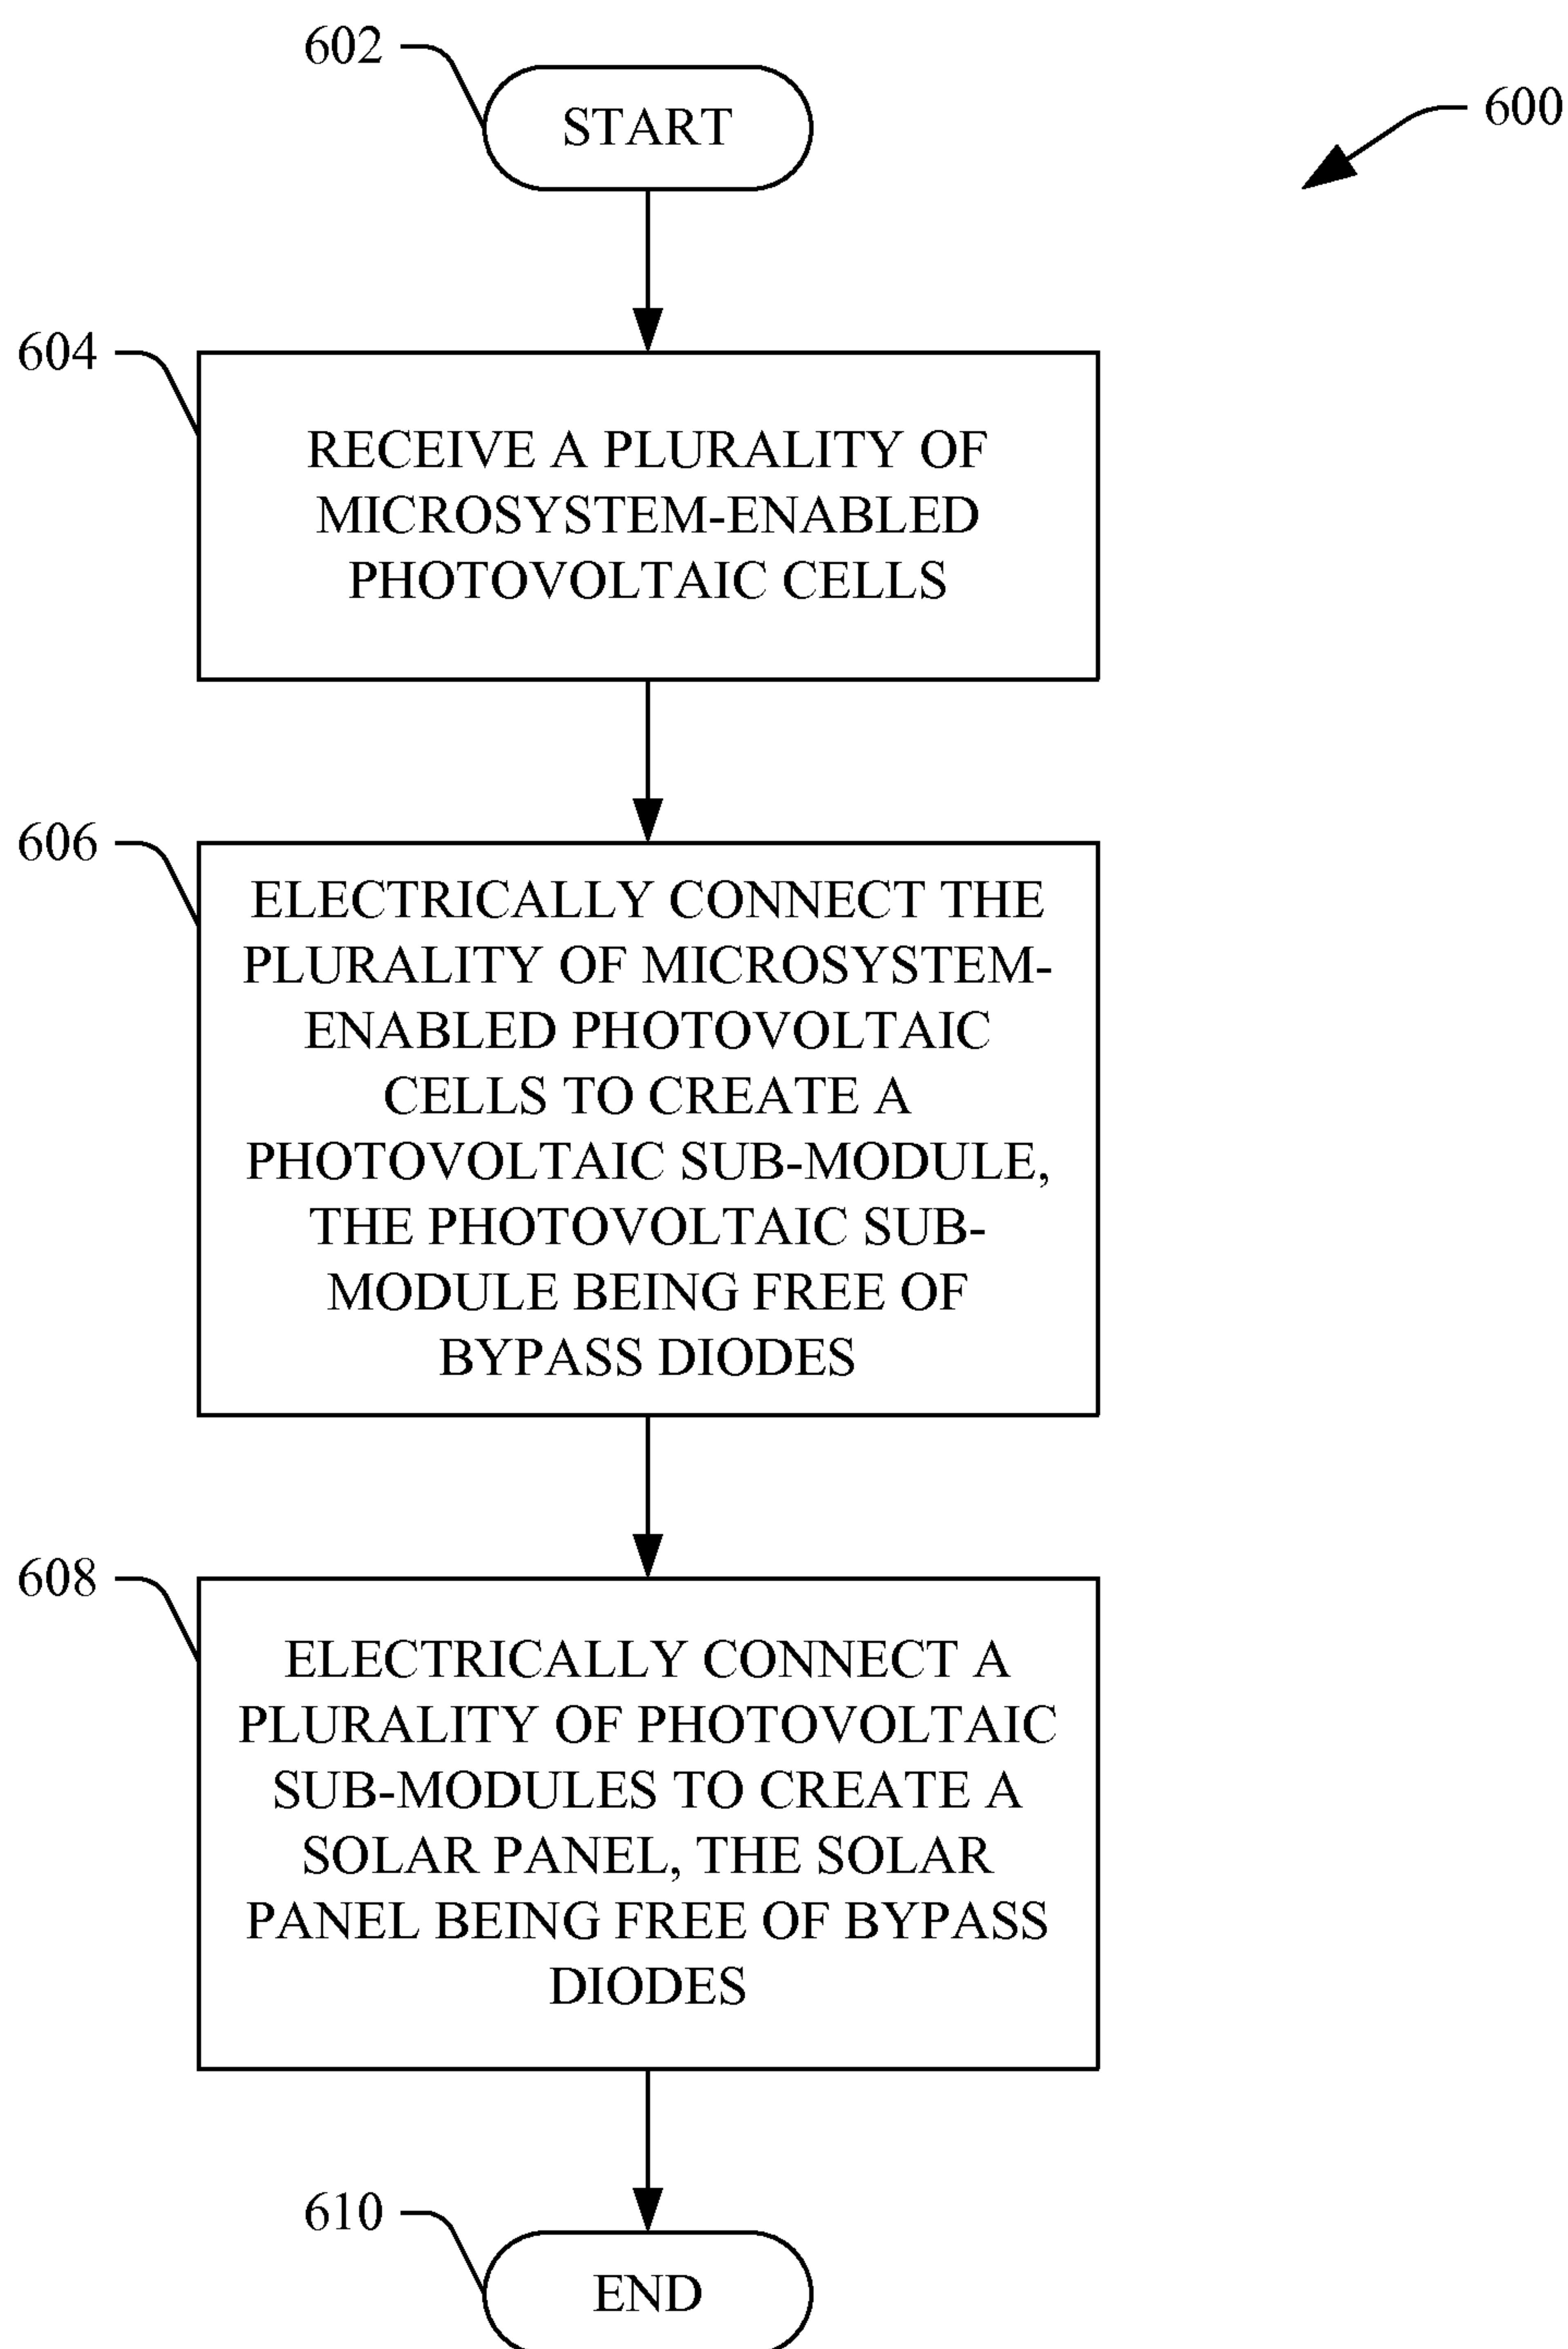 602
START
600
604
RECEIVE A PLURALITY OF
MICROSYSTEM-ENABLED
PHOTOVOLTAIC CELLS
606
ELECTRICALLY CONNECT THE
PLURALITY OF MICROSYSTEM-
ENABLED PHOTOVOLTAIC
CELLS TO CREATE A
PHOTOVOLTAIC SUB-MODULE,
THE PHOTOVOLTAIC SUB-
MODULE BEING FREE OF
BYPASS DIODES
608
ELECTRICALLY CONNECT A
PLURALITY OF PHOTOVOLTAIC
SUB-MODULES TO CREATE A
SOLAR PANEL, THE SOLAR
PANEL BEING FREE OF BYPASS
DIODES
610
END